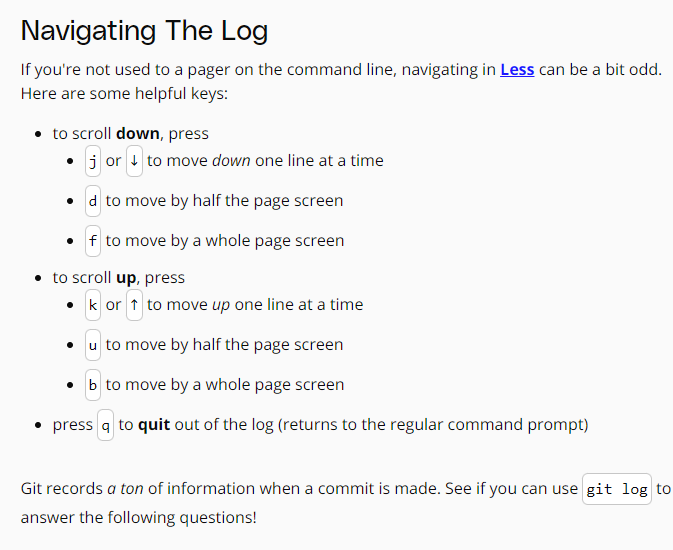 Navigating The Log
If you're not used to a pager on the command line, navigating in Less can be a bit odd.
Here are some helpful keys:
• to scroll down, press
• j or ↓ to move down one line at a time
• d to move by half the page screen
• f to move by a whole page screen
• to scroll up, press
• k or ↑ to move up one line at a time
• u to move by half the page screen
• b to move by a whole page screen
• press q to quit out of the log (returns to the regular command prompt)
Git records a ton of information when a commit is made. See if you can use git log to
answer the following questions!